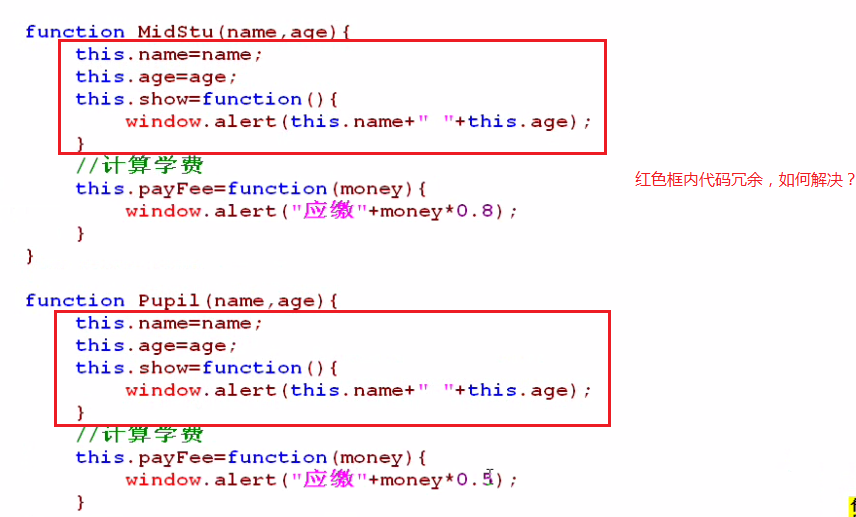 function MidStu(name,age){
this.name=name;
this.age=age;
this.show=function(){
window.alert(this.name+" "+this.age);
}
//计算学费
this.payFee=function(money){
window.alert("应缴"+money*0.8);
}
}
红色框内代码冗余，如何解决？
function Pupil(name,age){
this.name=name;
this.age=age;
this.show=function(){
window.alert(this.name+" "+this.age);
}
//计算学费
this.payFee=function(money){
window.alert("应缴"+money*0.5);
}